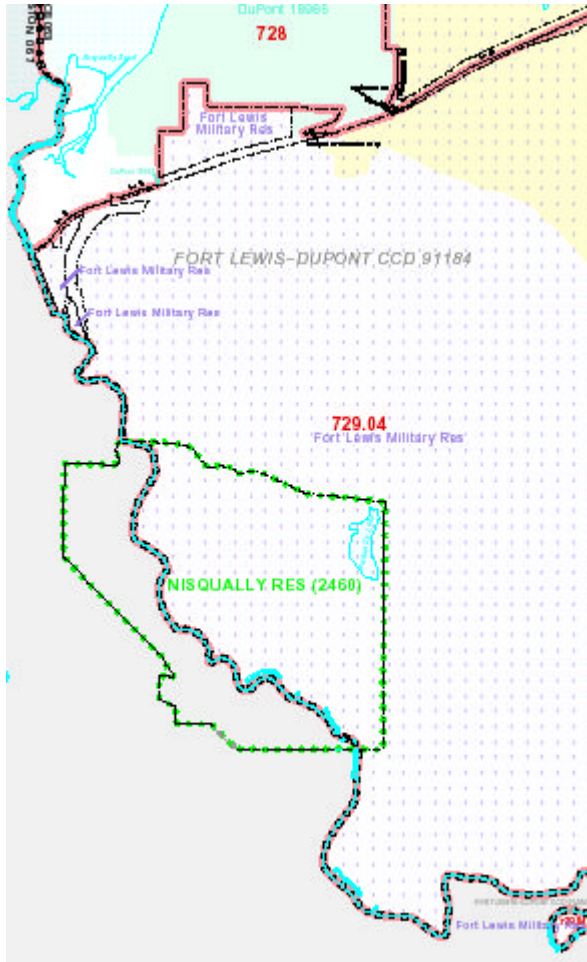 DuPont 18965
728
Fort Lewis
Military Res
FORT LEWIS-DUPONT CCD 91184
Fort Lewis Military Res
Fort Lewis Military Res
729.04
Fort Lewis Military Res
NISQUALLY RES (2460)
Fort Lewis Military Res